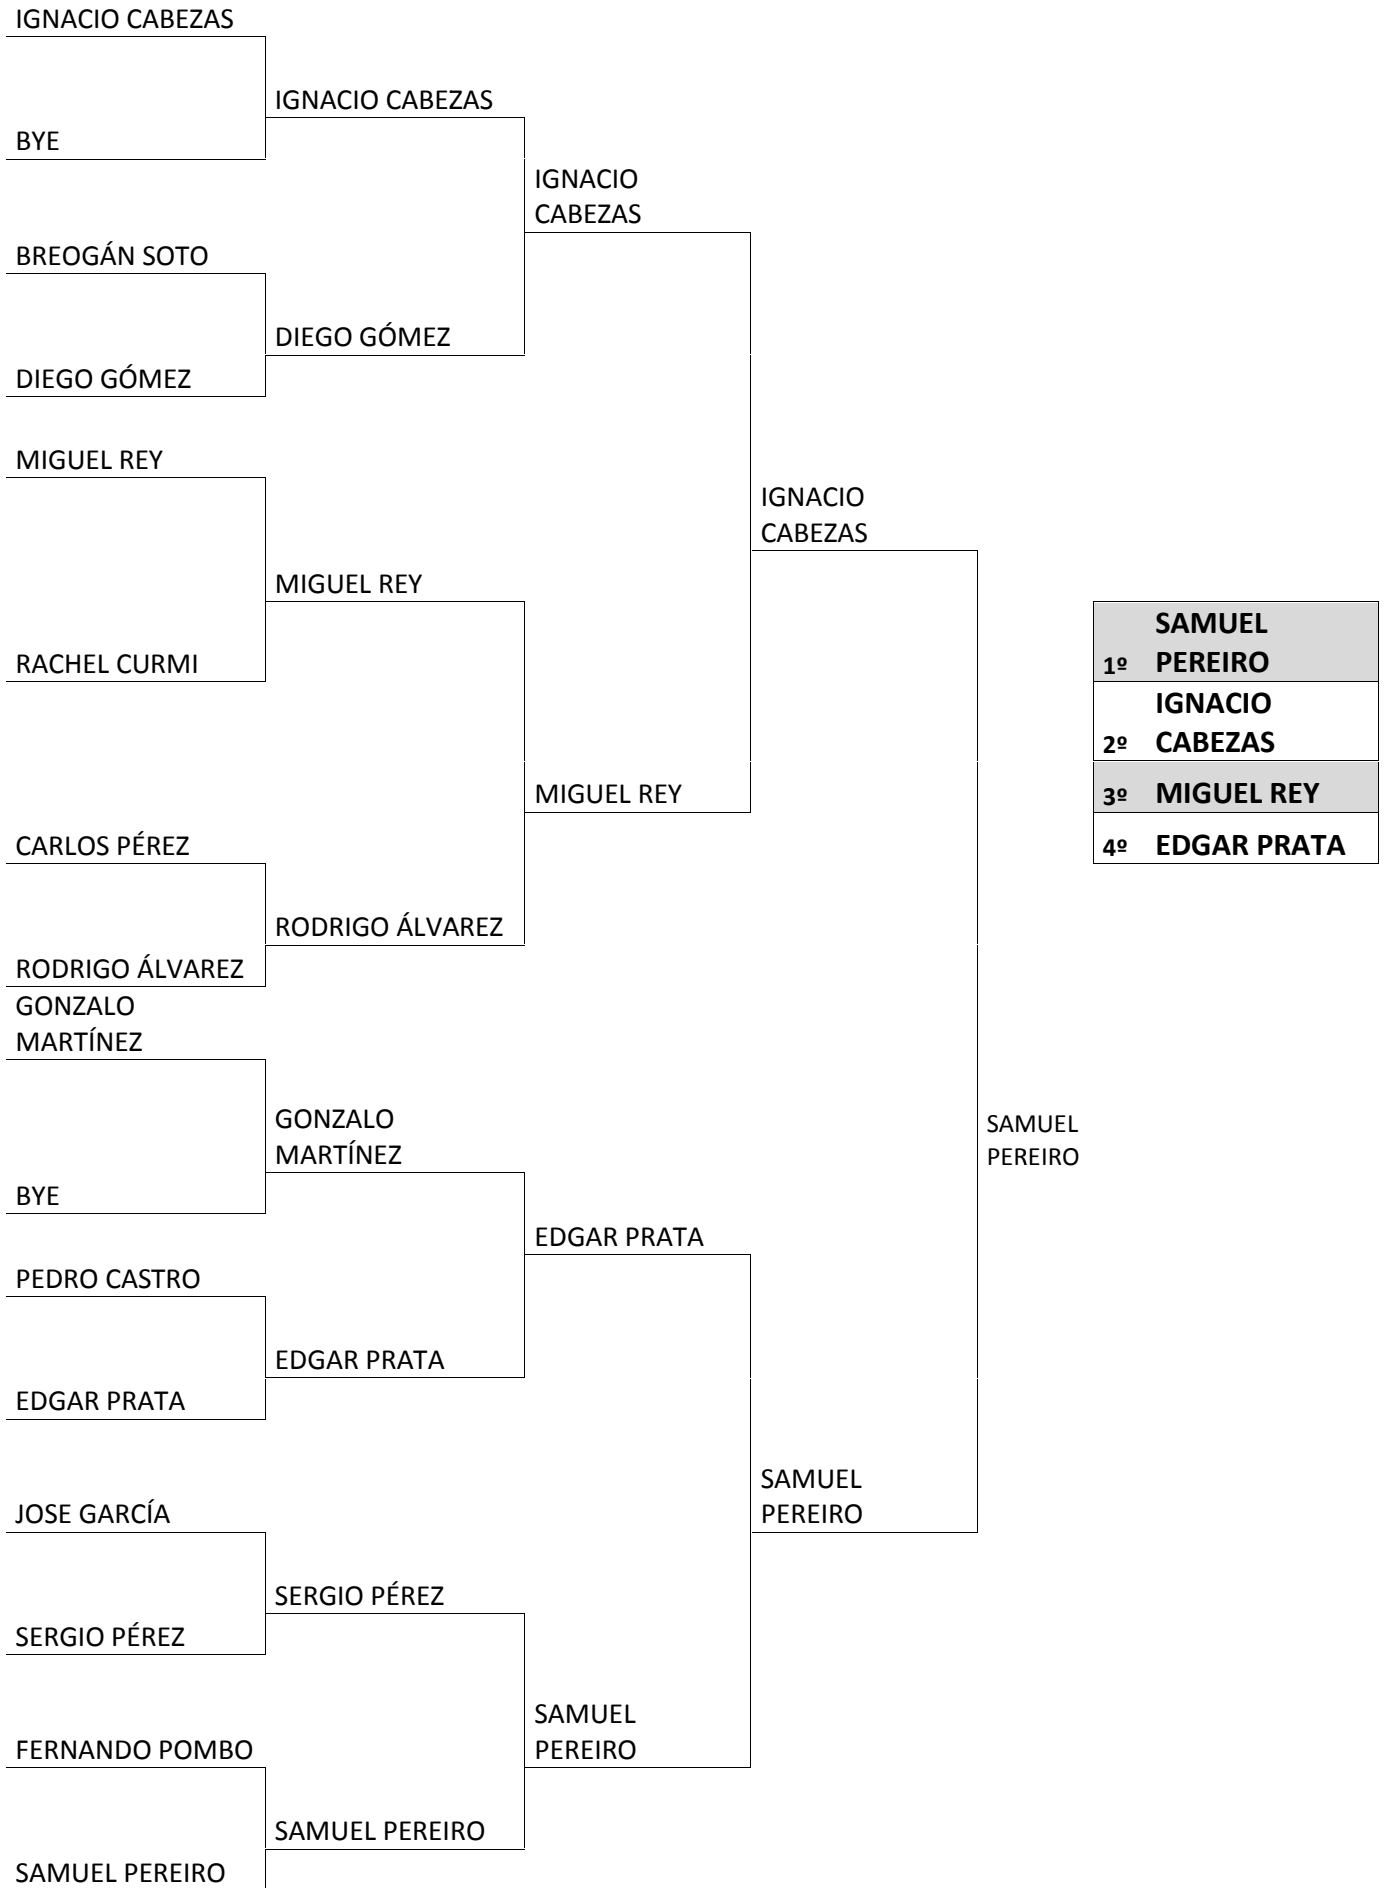 IGNACIO CABEZAS
IGNACIO CABEZAS
BYE
IGNACIO
CABEZAS
BREOGÁN SOTO
DIEGO GÓMEZ
DIEGO GÓMEZ
MIGUEL REY
IGNACIO
CABEZAS
MIGUEL REY
RACHEL CURMI
SAMUEL
1º PEREIRO
IGNACIO
2º CABEZAS
3º MIGUEL REY
4º EDGAR PRATA
MIGUEL REY
CARLOS PÉREZ
RODRIGO ÁLVAREZ
RODRIGO ÁLVAREZ
GONZALO
MARTÍNEZ
GONZALO
MARTÍNEZ
SAMUEL
PEREIRO
BYE
EDGAR PRATA
PEDRO CASTRO
EDGAR PRATA
EDGAR PRATA
SAMUEL
PEREIRO
JOSE GARCÍA
SERGIO PÉREZ
SERGIO PÉREZ
SAMUEL
PEREIRO
FERNANDO POMBO
SAMUEL PEREIRO
SAMUEL PEREIRO